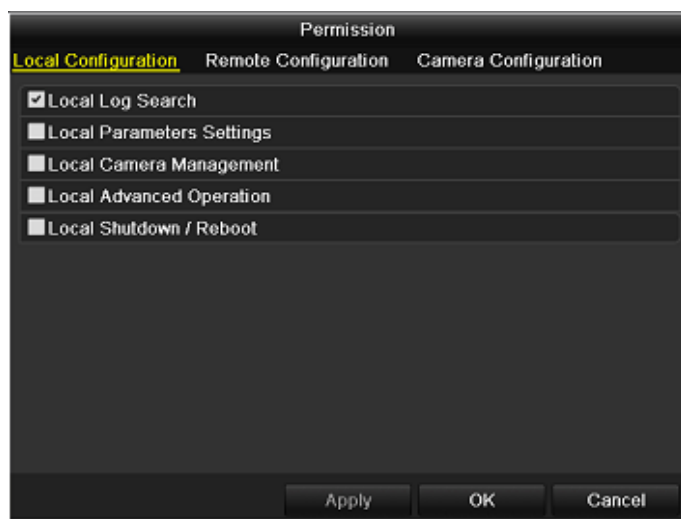 Permission
Local Configuration Remote Configuration Camera Configuration
Local Log Search
Local Parameters Settings
Local Camera Management
Local Advanced Operation
Local Shutdown / Reboot
Apply OK Cancel